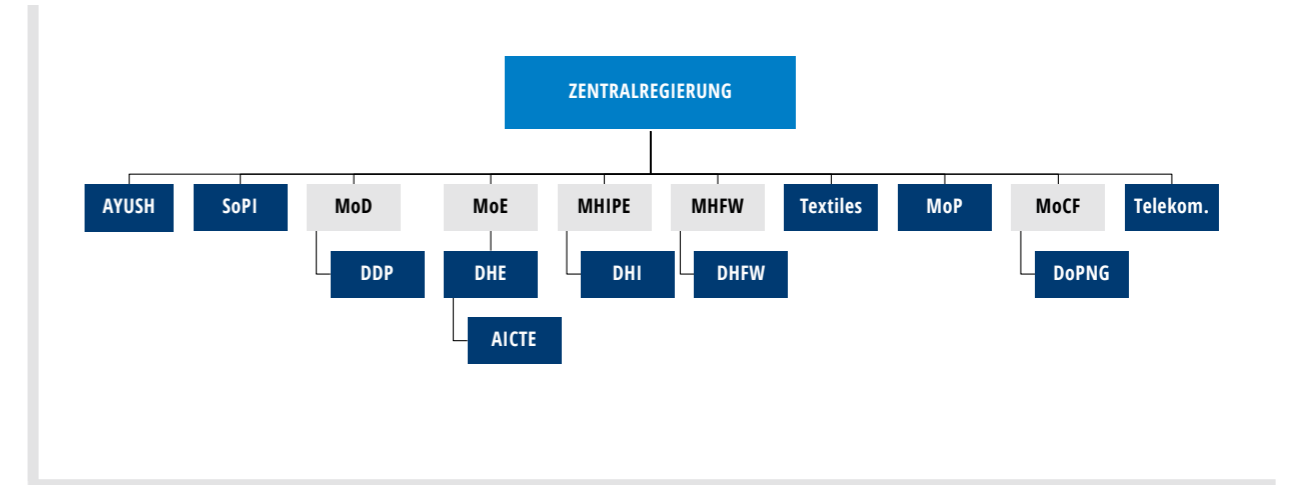 ZENTRALREGIERUNG
AYUSH
SoPI
MoD
MoE
MHIPE
MHFW
Textiles
MoP
MoCF
Telekom.
DDP
DHE
DHI
DHFW
DoPNG
AICTE